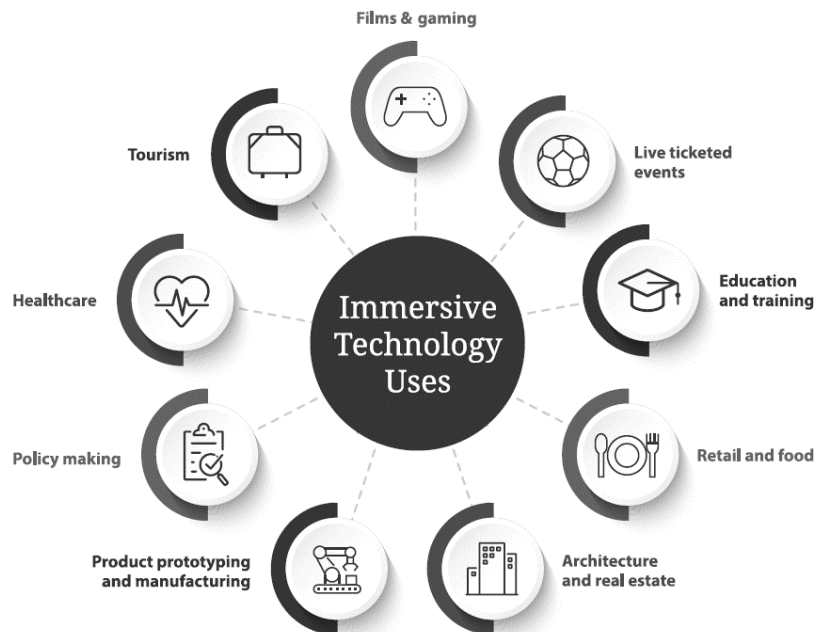 Films & gaming
Live ticketed
events
Education
and training
Retail and food
Architecture
and real estate
Product prototyping
and manufacturing
Policy making
Healthcare
Tourism
Immersive
Technology
Uses